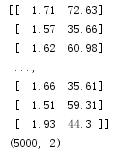 [[ 1.71 72.63]
[ 1.57 35.66]
[ 1.62 60.98]
...,
[ 1.66 35.61]
[ 1.51 59.31]
[ 1.93 44.3 ]]
(5000, 2)